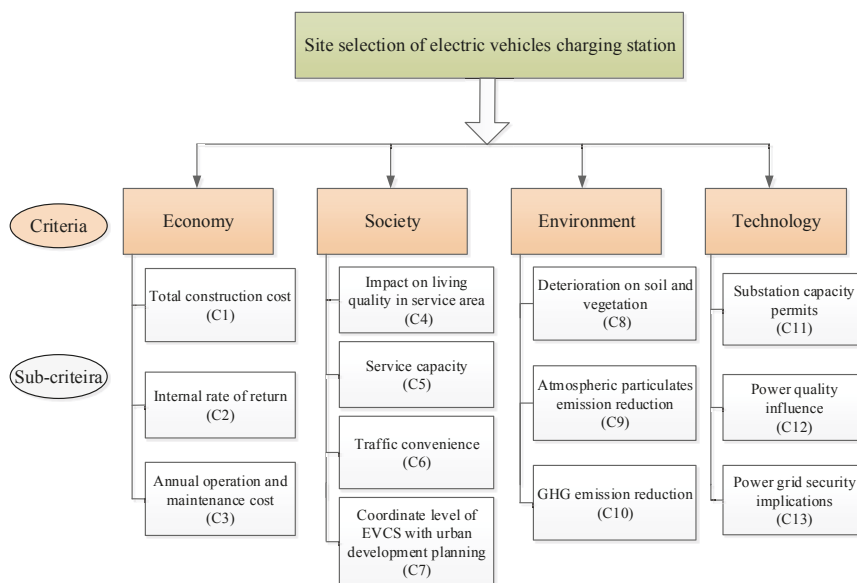 Site selection of electric vehicles charging station
Criteria
Economy
Society
Environment
Technology
Sub-criteira
Total construction cost
(C1)
Internal rate of return
(C2)
Annual operation and
maintenance cost
(C3)
Impact on living
quality in service area
(C4)
Service capacity
(C5)
Traffic convenience
(C6)
Coordinate level of
EVCS with urban
development planning
(C7)
Deterioration on soil and
vegetation
(C8)
Atmospheric particulates
emission reduction
(C9)
GHG emission reduction
(C10)
Substation capacity
permits
(C11)
Power quality
influence
(C12)
Power grid security
implications
(C13)